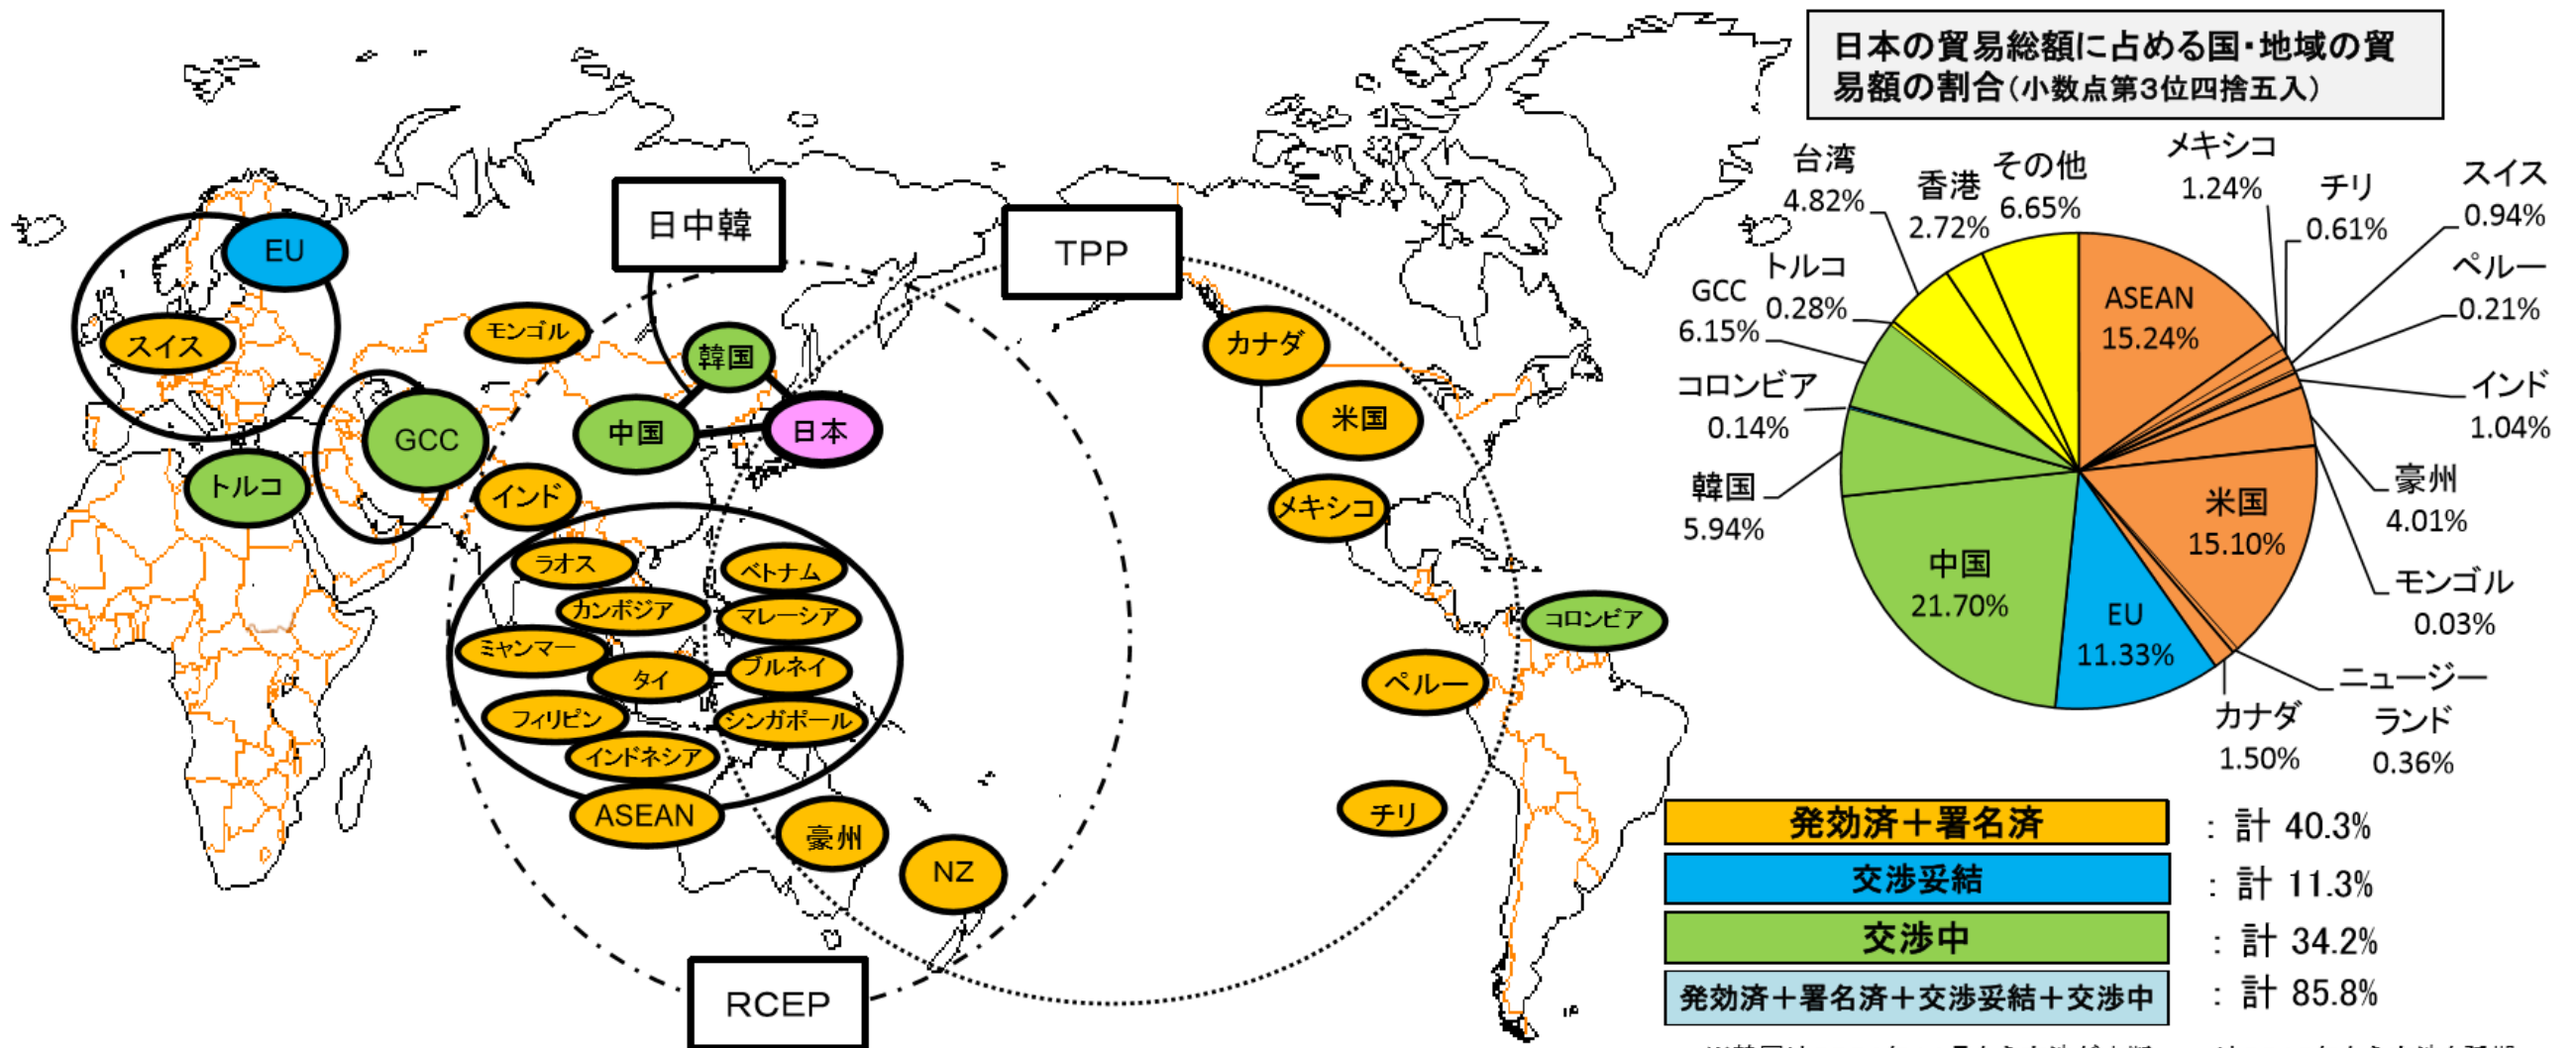 日本の貿易総額に占める国・地域の貿
易額の割合(小数点第3位四捨五入)
EU
スイス
GCC
トルコ
モンゴル
インド
日中韓
韓国
中国
日本
TPP
カナダ
米国
メキシコ
コロンビア
ペルー
チリ
ラオス
ベトナム
カンボジア
マレーシア
ミャンマー
タイ
ブルネイ
フィリピン
シンガポール
インドネシア
ASEAN
豪州
NZ
RCEP
台湾
4.82%
香港
2.72%
その他
6.65%
メキシコ
1.24%
チリ
0.61%
スイス
0.94%
ペルー
0.21%
インド
1.04%
豪州
4.01%
モンゴル
0.03%
ニュージー
ランド
0.36%
カナダ
1.50%
トルコ
0.28%
GCC
6.15%
コロンビア
0.14%
韓国
5.94%
ASEAN
15.24%
米国
15.10%
EU
11.33%
中国
21.70%
発効済+署名済 : 計 40.3%
交渉妥結 : 計 11.3%
交渉中 : 計 34.2%
発効済+署名済+交渉妥結+交渉中 : 計 85.8%